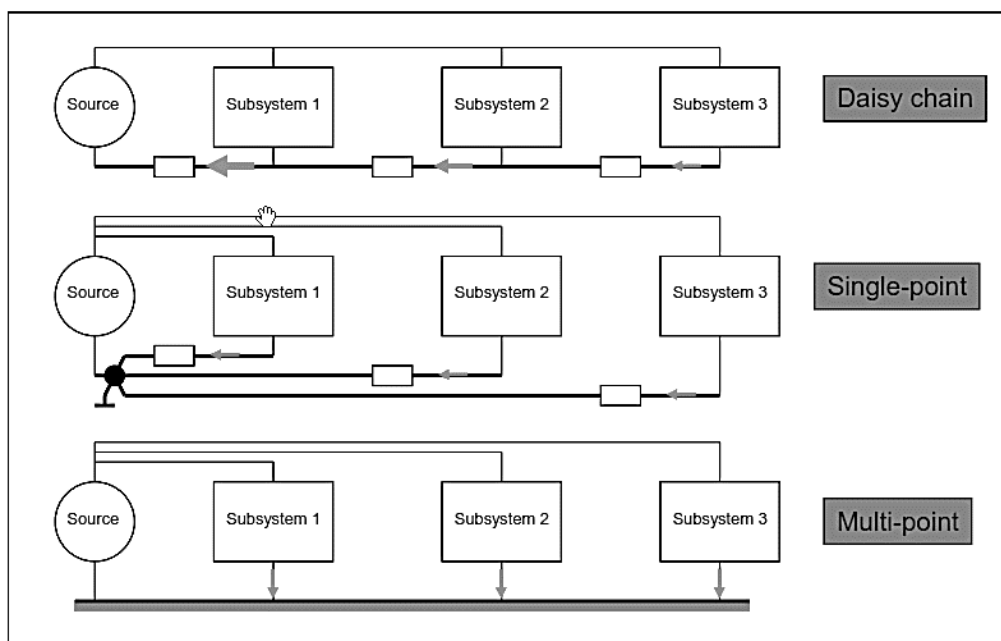 Source
Subsystem 1
Subsystem 2
Subsystem 3
Daisy chain
Source
Subsystem 1
Subsystem 2
Subsystem 3
Single-point
Source
Subsystem 1
Subsystem 2
Subsystem 3
Multi-point